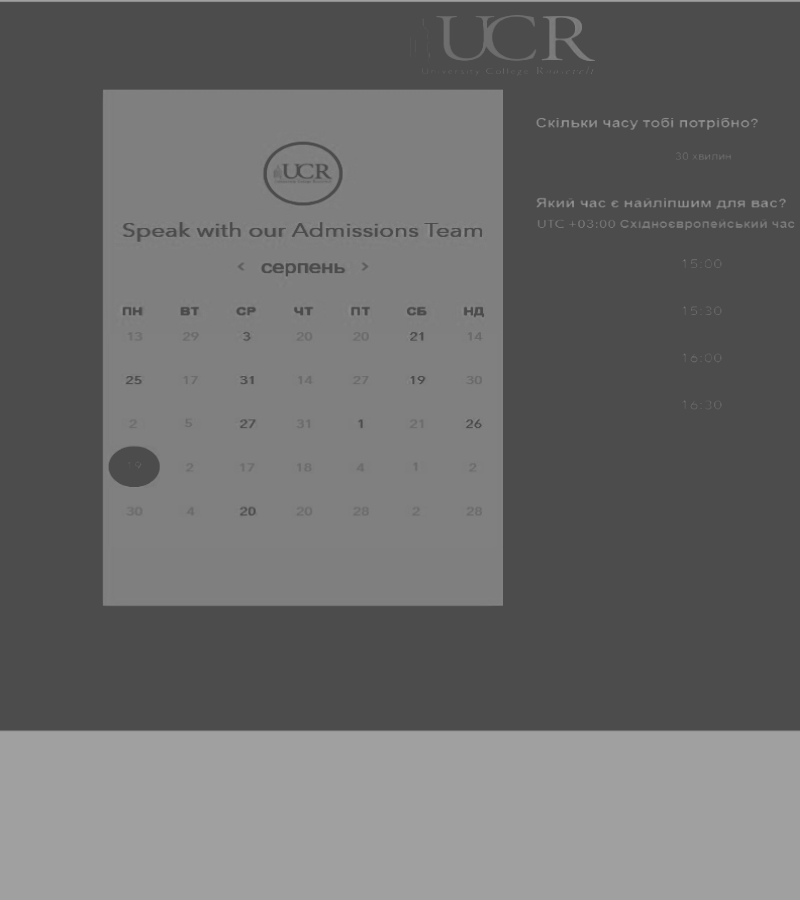 UCR
University College Roosevelt
UCR
Speak with our Admissions Team
< серпень >
ПН ВТ СР ЧТ ПТ СБ НД
13 29 3 20 20 21 14
25 17 31 14 27 19 30
2 5 27 31 1 21 26
19 2 17 18 4 1 2
30 4 20 20 28 2 28
Скільки часу тобі потрібно?
30 хвилин
Який час є найліпшим для вас?
UTC +03:00 Східноєвропейський час
15:00
15:30
16:00
16:30